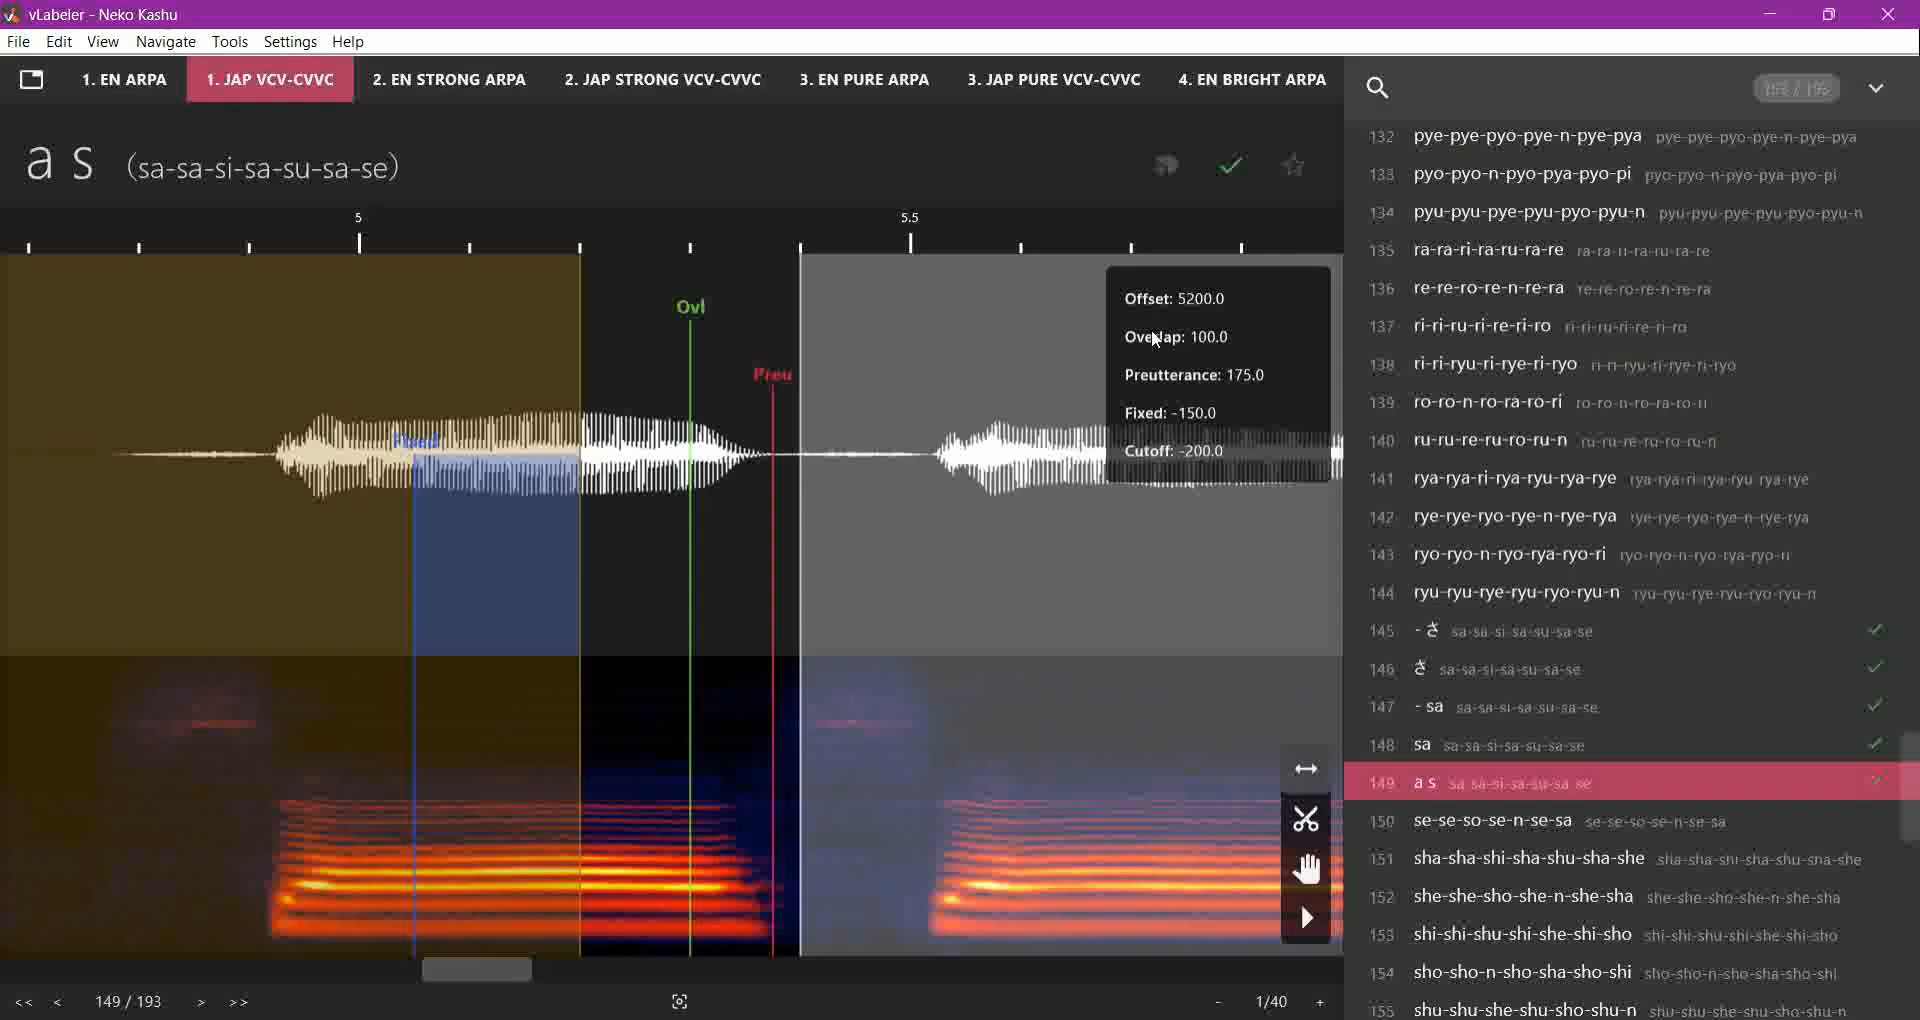 vLabeler - Neko Kashu
File Edit View Navigate Tools Settings Help
1. EN ARPA 1. JAP VCV-CVVC 2. EN STRONG ARPA 2. JAP STRONG VCV-CVVC 3. EN PURE ARPA 3. JAP PURE VCV-CVVC 4. EN BRIGHT ARPA
a s (sa-sa-si-sa-su-sa-se)
5 5.5
Ovl
Preu
Fixed
Offset: 5200.0
Overlap: 100.0
Preutterance: 175.0
Fixed: -150.0
Cutoff: -200.0
<< < 149 / 193 > >>
- 1/40 +
132 pye-pye-pyo-pye-n-pye-pya pye-pye-pyo-pye-n-pye-pya
133 pyo-pyo-n-pyo-pya-pyo-pi pyo-pyo-n-pyo-pya-pyo-pi
134 pyu-pyu-pye-pyu-pyo-pyu-n pyu-pyu-pye-pyu-pyo-pyu-n
135 ra-ra-ri-ra-ru-ra-re ra-ra-ri-ra-ru-ra-re
136 re-re-ro-re-n-re-ra re-re-ro-re-n-re-ra
137 ri-ri-ru-ri-re-ri-ro ri-ri-ru-ri-re-ri-ro
138 ri-ri-ryu-ri-rye-ri-ryo ri-ri-ryu-ri-rye-ri-ryo
139 ro-ro-n-ro-ra-ro-ri ro-ro-n-ro-ra-ro-ri
140 ru-ru-re-ru-ro-ru-n ru-ru-re-ru-ro-ru-n
141 rya-rya-ri-rya-ryu-rya-rye rya-rya-ri-rya-ryu-rya-rye
142 rye-rye-ryo-rye-n-rye-rya rye-rye-ryo-rye-n-rye-rya
143 ryo-ryo-n-ryo-rya-ryo-ri ryo-ryo-n-ryo-rya-ryo-ri
144 ryu-ryu-rye-ryu-ryo-ryu-n ryu-ryu-rye-ryu-ryo-ryu-n
145 - さ sa-sa-si-sa-su-sa-se
146 さ sa-sa-si-sa-su-sa-se
147 - sa sa-sa-si-sa-su-sa-se
148 sa sa-sa-si-sa-su-sa-se
149 a s sa-sa-si-sa-su-sa-se
150 se-se-so-se-n-se-sa se-se-so-se-n-se-sa
151 sha-sha-shi-sha-shu-sha-she sha-sha-shi-sha-shu-sha-she
152 she-she-sho-she-n-she-sha she-she-sho-she-n-she-sha
153 shi-shi-shu-shi-she-shi-sho shi-shi-shu-shi-she-shi-sho
154 sho-sho-n-sho-sha-sho-shi sho-sho-n-sho-sha-sho-shi
155 shu-shu-she-shu-sho-shu-n shu-shu-she-shu-sho-shu-n